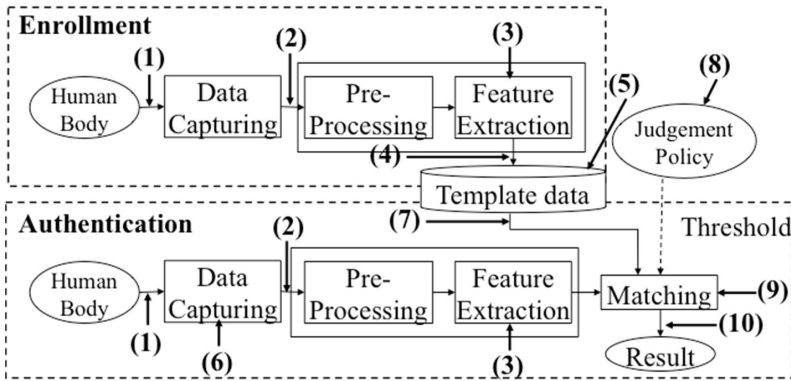 Enrollment
(1)
(2)
(3)
(5)
(8)
Human
Body
Data
Capturing
Pre-
Processing
Feature
Extraction
Judgement
Policy
(4)
Template data
(7)
Authentication
(2)
Threshold
Human
Body
Data
Capturing
Pre-
Processing
Feature
Extraction
Matching
(9)
(1)
(6)
(3)
(10)
Result